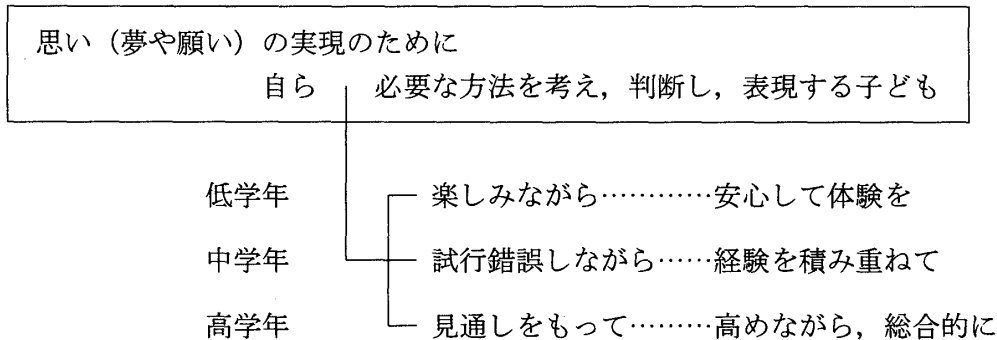 思い（夢や願い）の実現のために
自ら 必要な方法を考え，判断し，表現する子ども
低学年 楽しみながら…………安心して体験を
中学年 試行錯誤しながら……経験を積み重ねて
高学年 見通しをもって………高めながら，総合的に